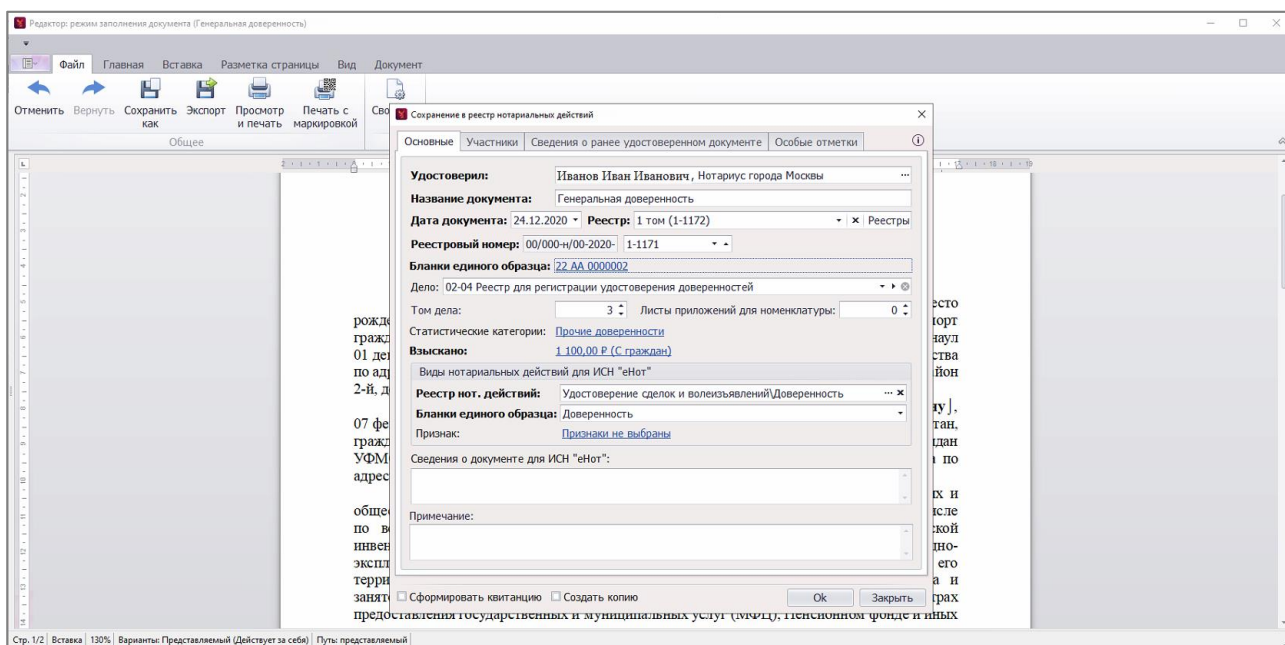 Редактор: режим заполнения документа (Генеральная доверенность)
Файл Главная Вставка Разметка страницы Вид Документ
Отменить Вернуть Сохранить как Экспорт Просмотр и печать Печать с маркировкой
Общее
Сохранение в реестр нотариальных действий
Основные Участники Сведения о ранее удостоверенном документе Особые отметки
Удостоверил: Иванов Иван Иванович, Нотариус города Москвы
Название документа: Генеральная доверенность
Дата документа: 24.12.2020 Реестр: 1 том (1-1172) Реестры
Реестровый номер: 00/000-н/00-2020- 1-1171
Бланки единого образца: 22 АА 0000002
Дело: 02-04 Реестр для регистрации удостоверения доверенностей
Том дела: 3 Листы приложений для номенклатуры: 0
Статистические категории: Прочие доверенности
Взыскано: 1 100,00 ₽ (С граждан)
Виды нотариальных действий для ИСН "еНот"
Реестр нот. действий: Удостоверение сделок и волеизъявлений\Доверенность
Бланки единого образца: Доверенность
Признак: Признаки не выбраны
Сведения о документе для ИСН "еНот":
Примечание:
Сформировать квитанцию Создать копию Ok Закрыть
предоставления государственных и муниципальных услуг (МФЦ), Пенсионном фонде и иных
Стр. 1/2 Вставка 130% Варианты: Представляемый (Действует за себя) Путь: представляемый